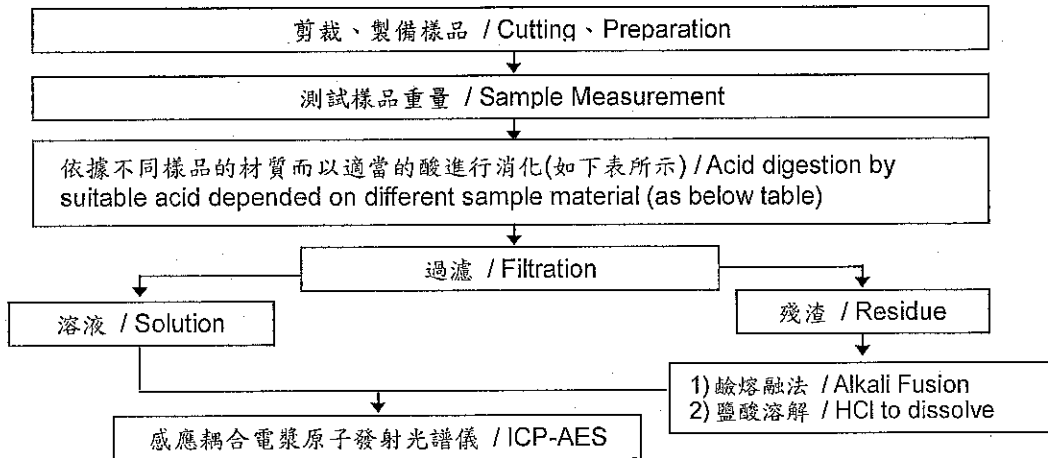 剪裁、製備樣品 / Cutting、Preparation
測試樣品重量 / Sample Measurement
依據不同樣品的材質而以適當的酸進行消化(如下表所示) / Acid digestion by
suitable acid depended on different sample material (as below table)
過濾 / Filtration
溶液 / Solution
殘渣 / Residue
1) 鹼熔融法 / Alkali Fusion
2) 鹽酸溶解 / HCl to dissolve
感應耦合電漿原子發射光譜儀 / ICP-AES